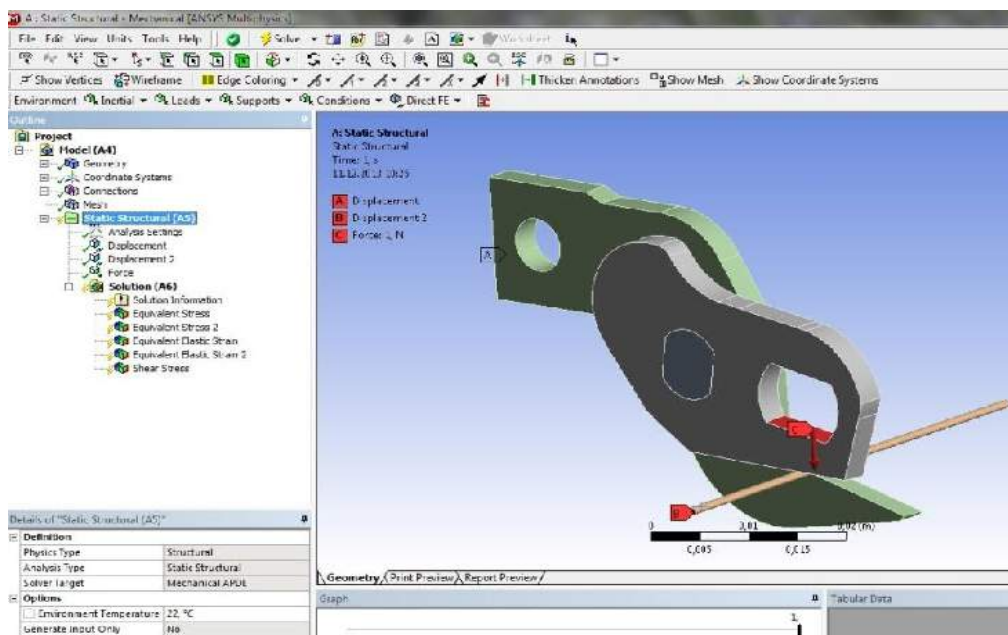 A : Static Structural - Mechanical [ANSYS Multiphysics]
File Edit View Units Tools Help Solve Worksheet
Show Vertices Wireframe Edge Coloring Thicken Annotations Show Mesh Show Coordinate Systems
Environment Inertial Loads Supports Conditions Direct FE
Outline
Project
Model (A4)
Geometry
Coordinate Systems
Connections
Mesh
Static Structural (A5)
Analysis Settings
Displacement
Displacement 2
Force
Solution (A6)
Solution Information
Equivalent Stress
Equivalent Stress 2
Equivalent Elastic Strain
Equivalent Elastic Strain 2
Shear Stress
A: Static Structural
Static Structural
Time: 1, s
11.12.2013 10:26
A Displacement
B Displacement 2
C Force: 1, N
A
C
B
0 0,01 0,02 (m)
0,005 0,015
Details of "Static Structural (A5)"
Definition
Physics Type Structural
Analysis Type Static Structural
Solver Target Mechanical APDL
Options
Environment Temperature 22, °C
Generate Input Only No
Geometry Print Preview Report Preview
Graph
1,
Tabular Data